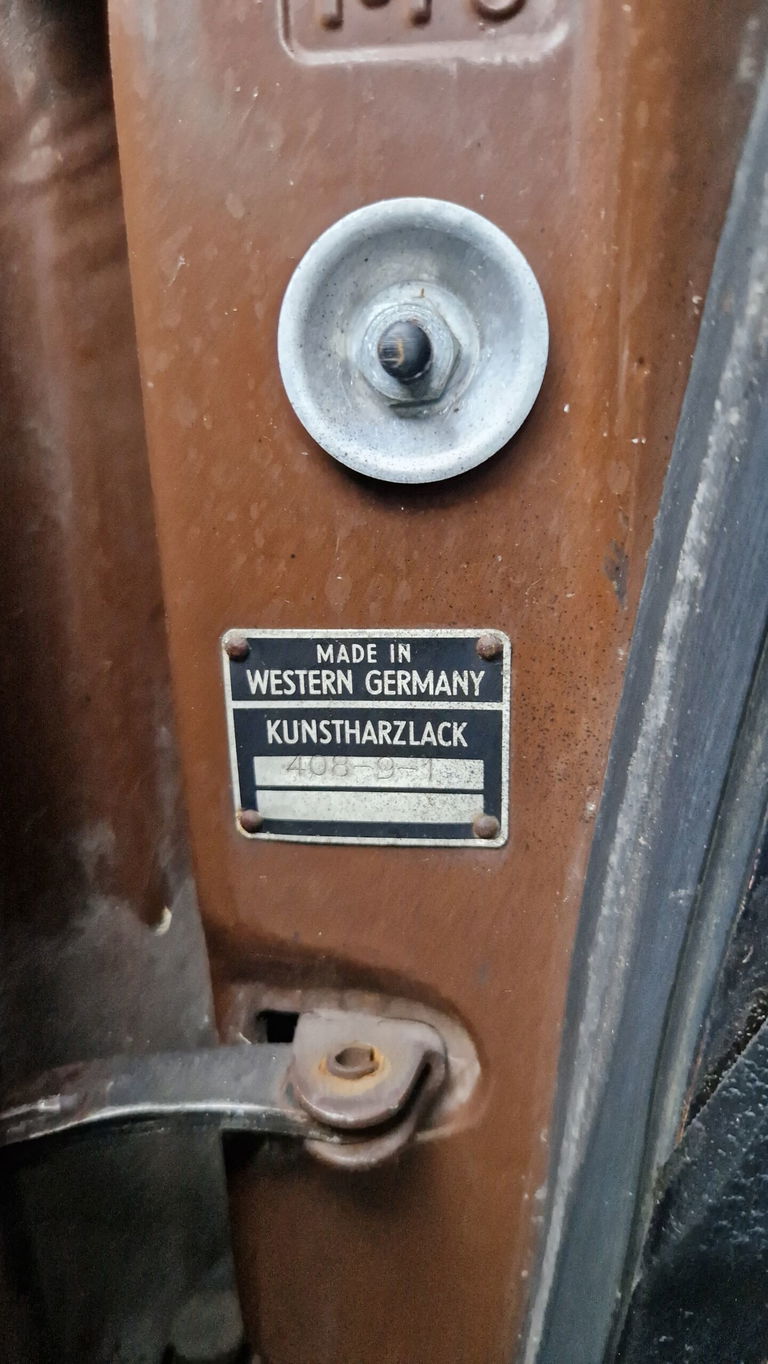 MADE IN
WESTERN GERMANY
KUNSTHARZLACK
408-9-1